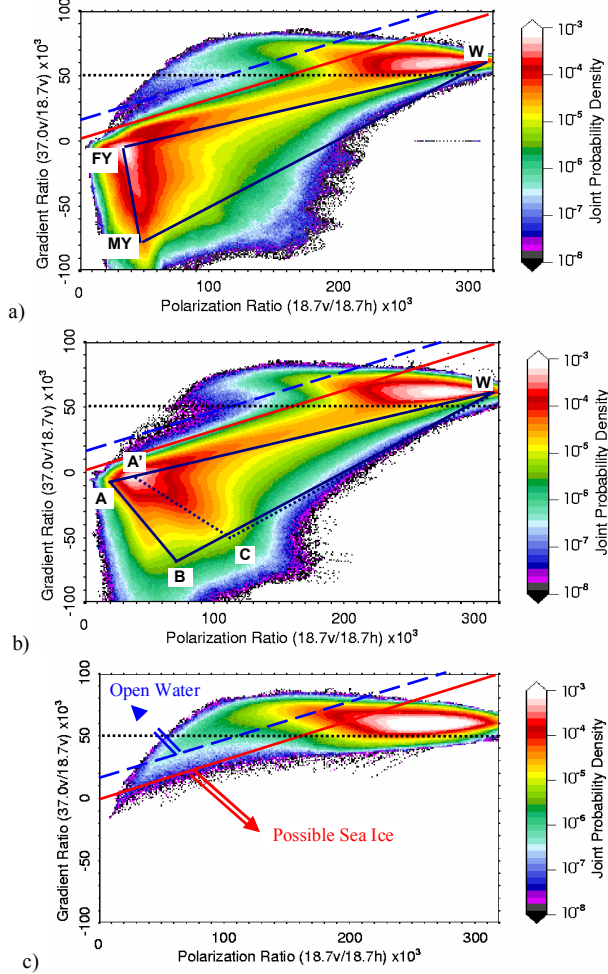 100
50
0
-50
-100
Gradient Ratio (37.0v/18.7v) x10³
W
FY
MY
0
100
200
300
Polarization Ratio (18.7v/18.7h) x10³
10⁻³
10⁻⁴
10⁻⁵
10⁻⁶
10⁻⁷
10⁻⁸
Joint Probability Density
a)
100
50
0
-50
-100
Gradient Ratio (37.0v/18.7v) x10³
W
A'
A
B
C
0
100
200
300
Polarization Ratio (18.7v/18.7h) x10³
10⁻³
10⁻⁴
10⁻⁵
10⁻⁶
10⁻⁷
10⁻⁸
Joint Probability Density
b)
100
50
0
-50
-100
Gradient Ratio (37.0v/18.7v) x10³
Open Water
Possible Sea Ice
0
100
200
300
Polarization Ratio (18.7v/18.7h) x10³
10⁻³
10⁻⁴
10⁻⁵
10⁻⁶
10⁻⁷
10⁻⁸
Joint Probability Density
c)